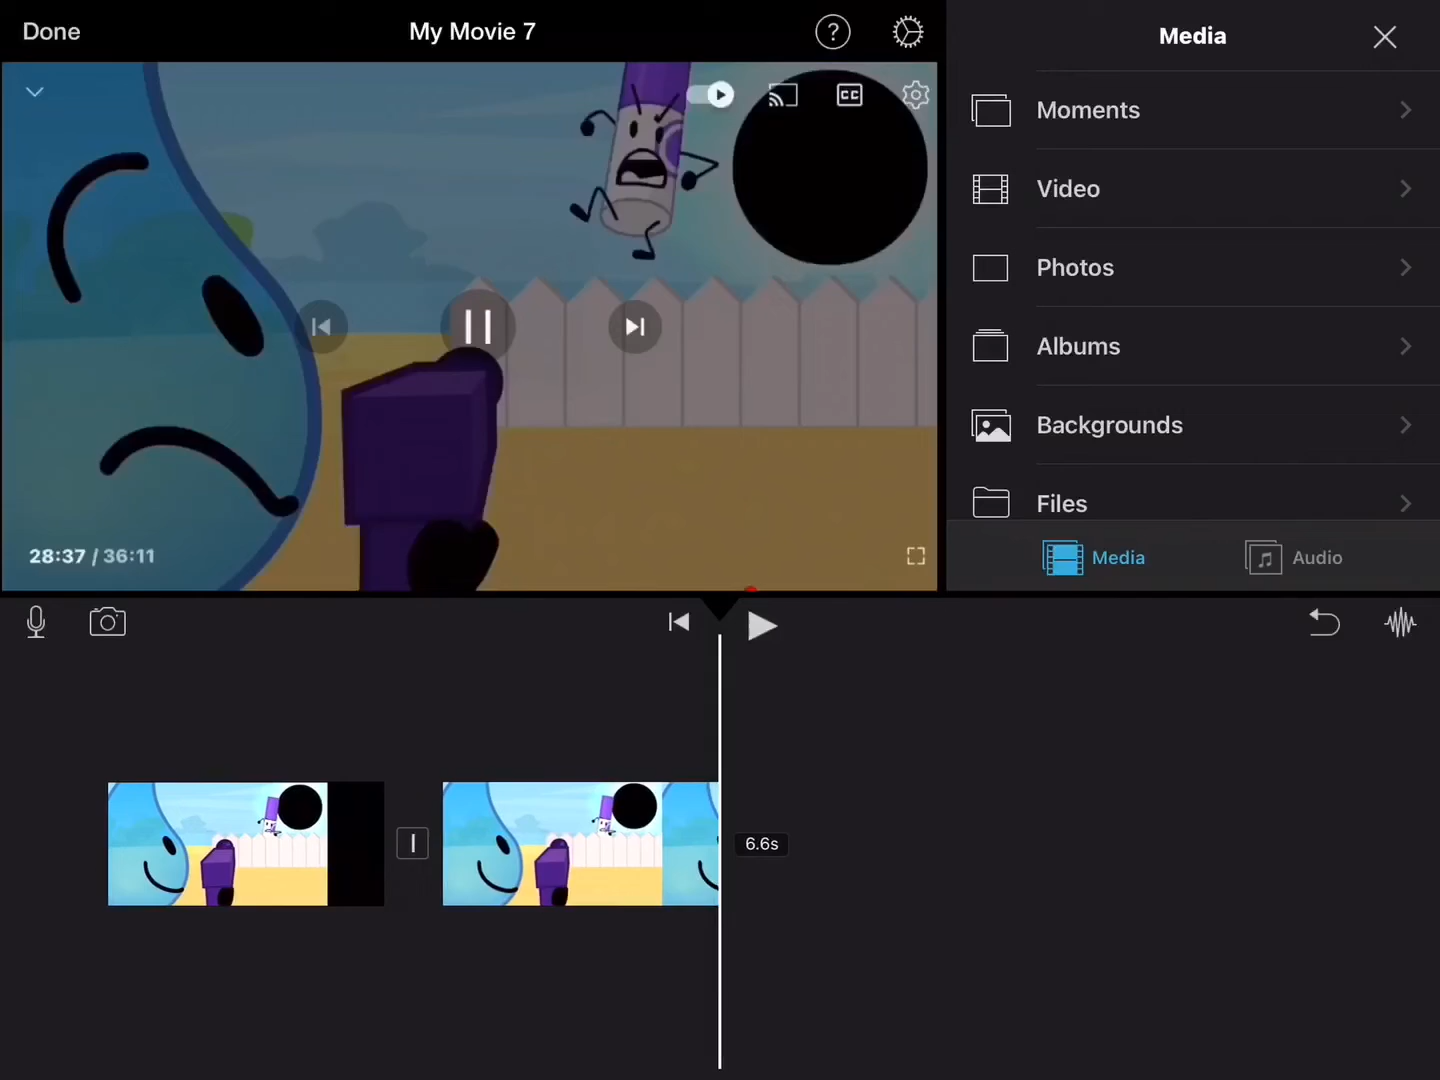 Done
My Movie 7
?
Media
CC
Moments
Video
Photos
Albums
Backgrounds
Files
28:37 / 36:11
Media
Audio
6.6s